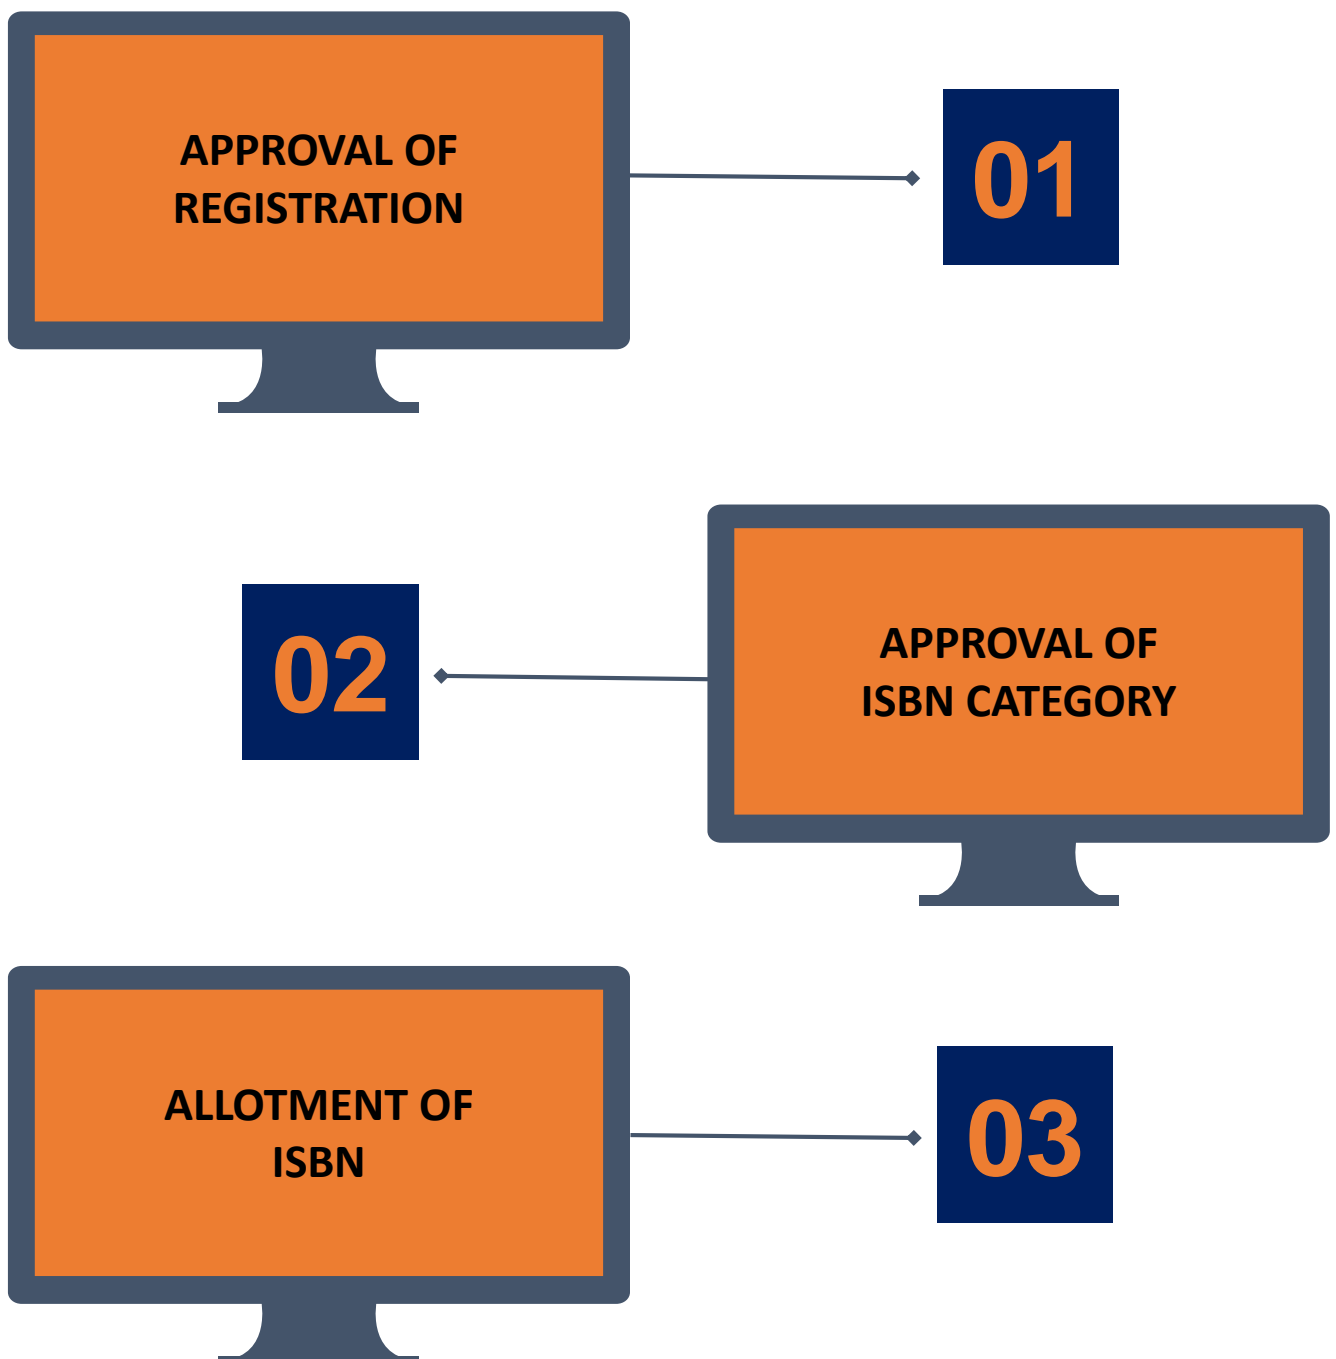 APPROVAL OF
REGISTRATION
01
02
APPROVAL OF
ISBN CATEGORY
ALLOTMENT OF
ISBN
03